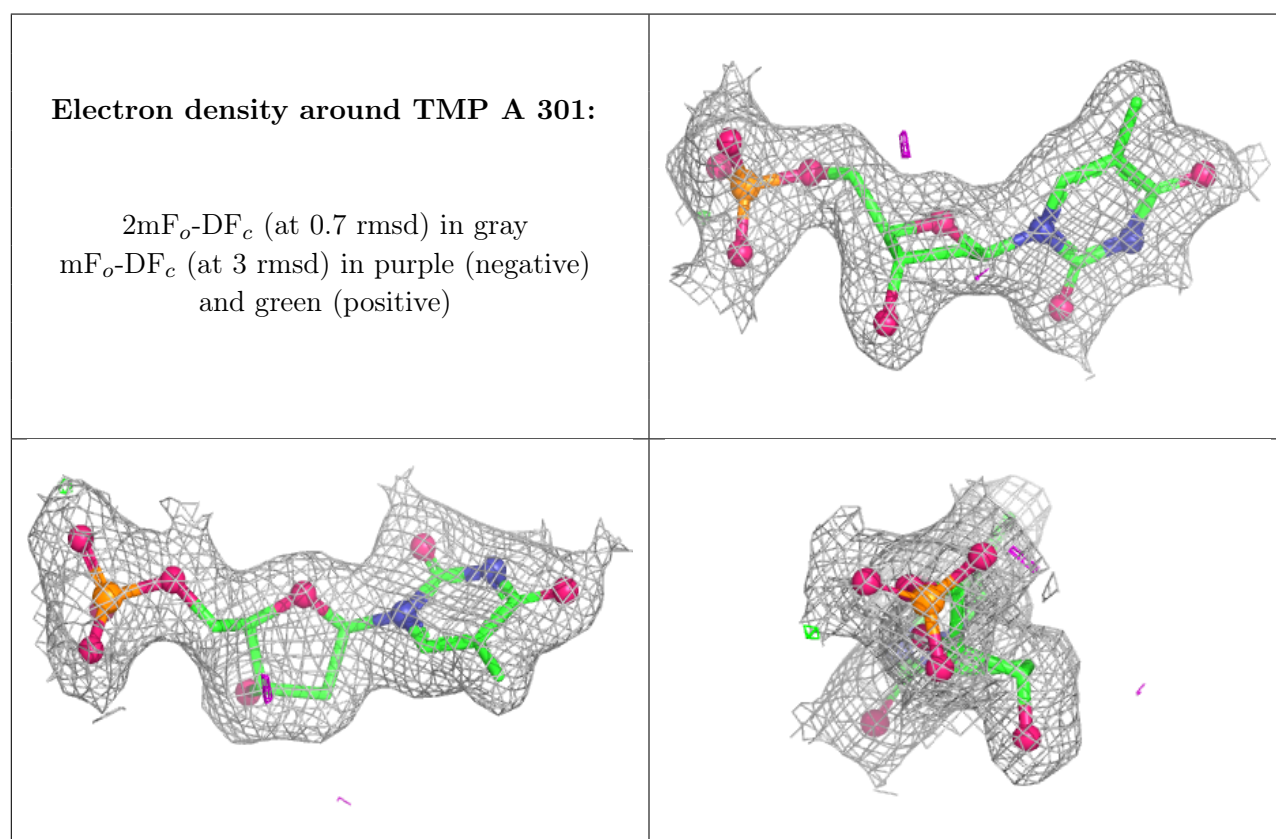 Electron density around TMP A 301:
2mFo-DFc (at 0.7 rmsd) in gray
mFo-DFc (at 3 rmsd) in purple (negative)
and green (positive)